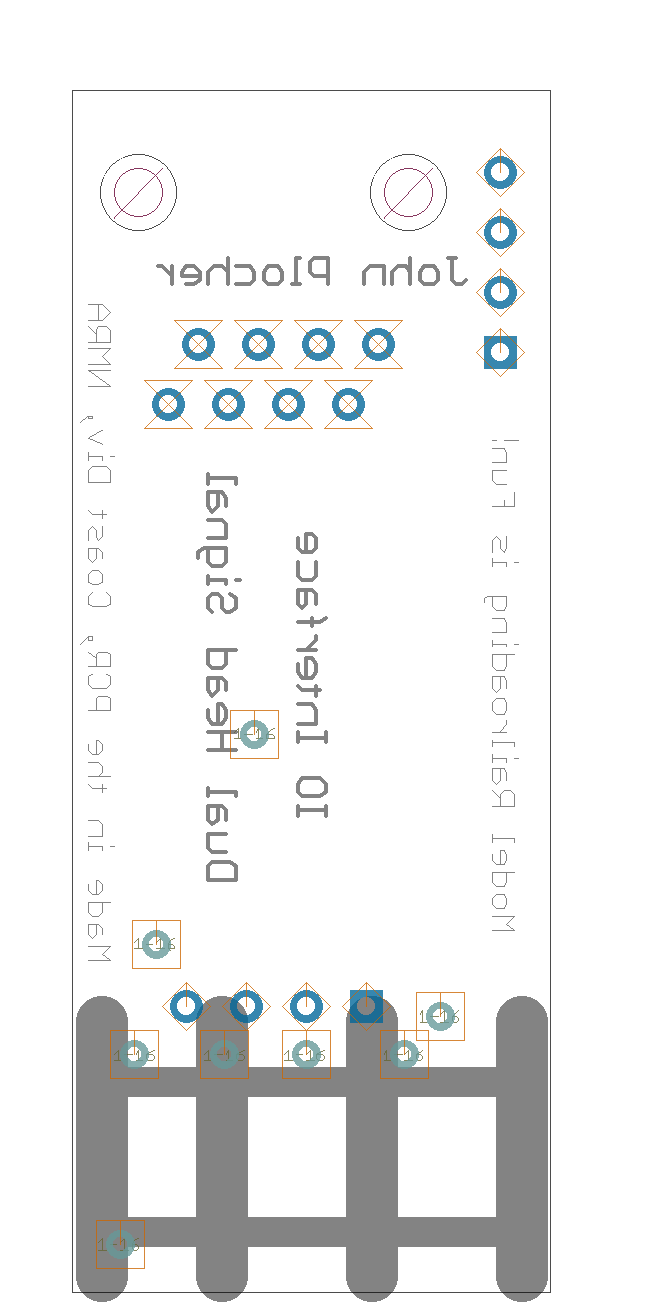 John Plocher
Made in the PCR, Coast Div, NMRA
Dual Head Signal
IO Interface
Model Railroading is Fun!
1-16
1-16
1-16
1-16
1-16
1-16
1-16
1-16